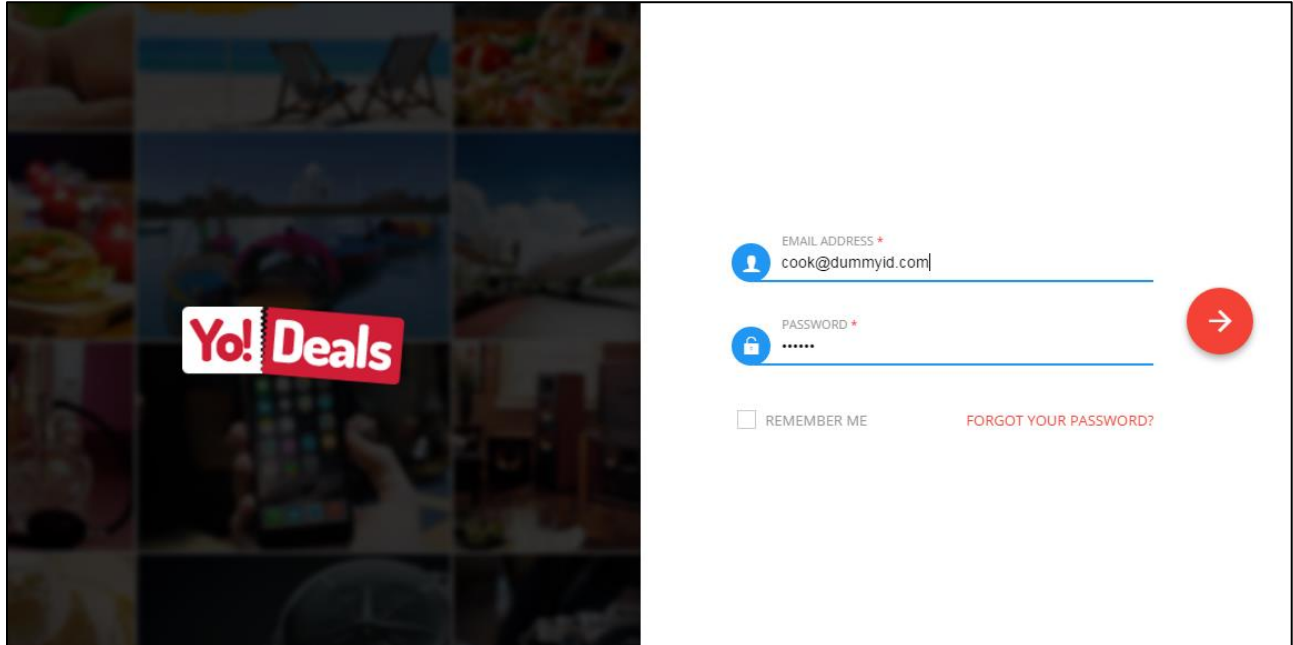 Yo! Deals
EMAIL ADDRESS *
cook@dummyid.com
PASSWORD *
••••••
REMEMBER ME
FORGOT YOUR PASSWORD?